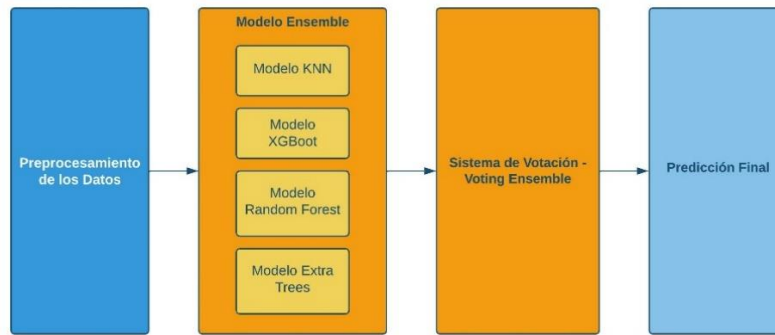 Preprocesamiento
de los Datos
Modelo Ensemble
Modelo KNN
Modelo
XGBoot
Modelo
Random Forest
Modelo Extra
Trees
Sistema de Votación -
Voting Ensemble
Predicción Final